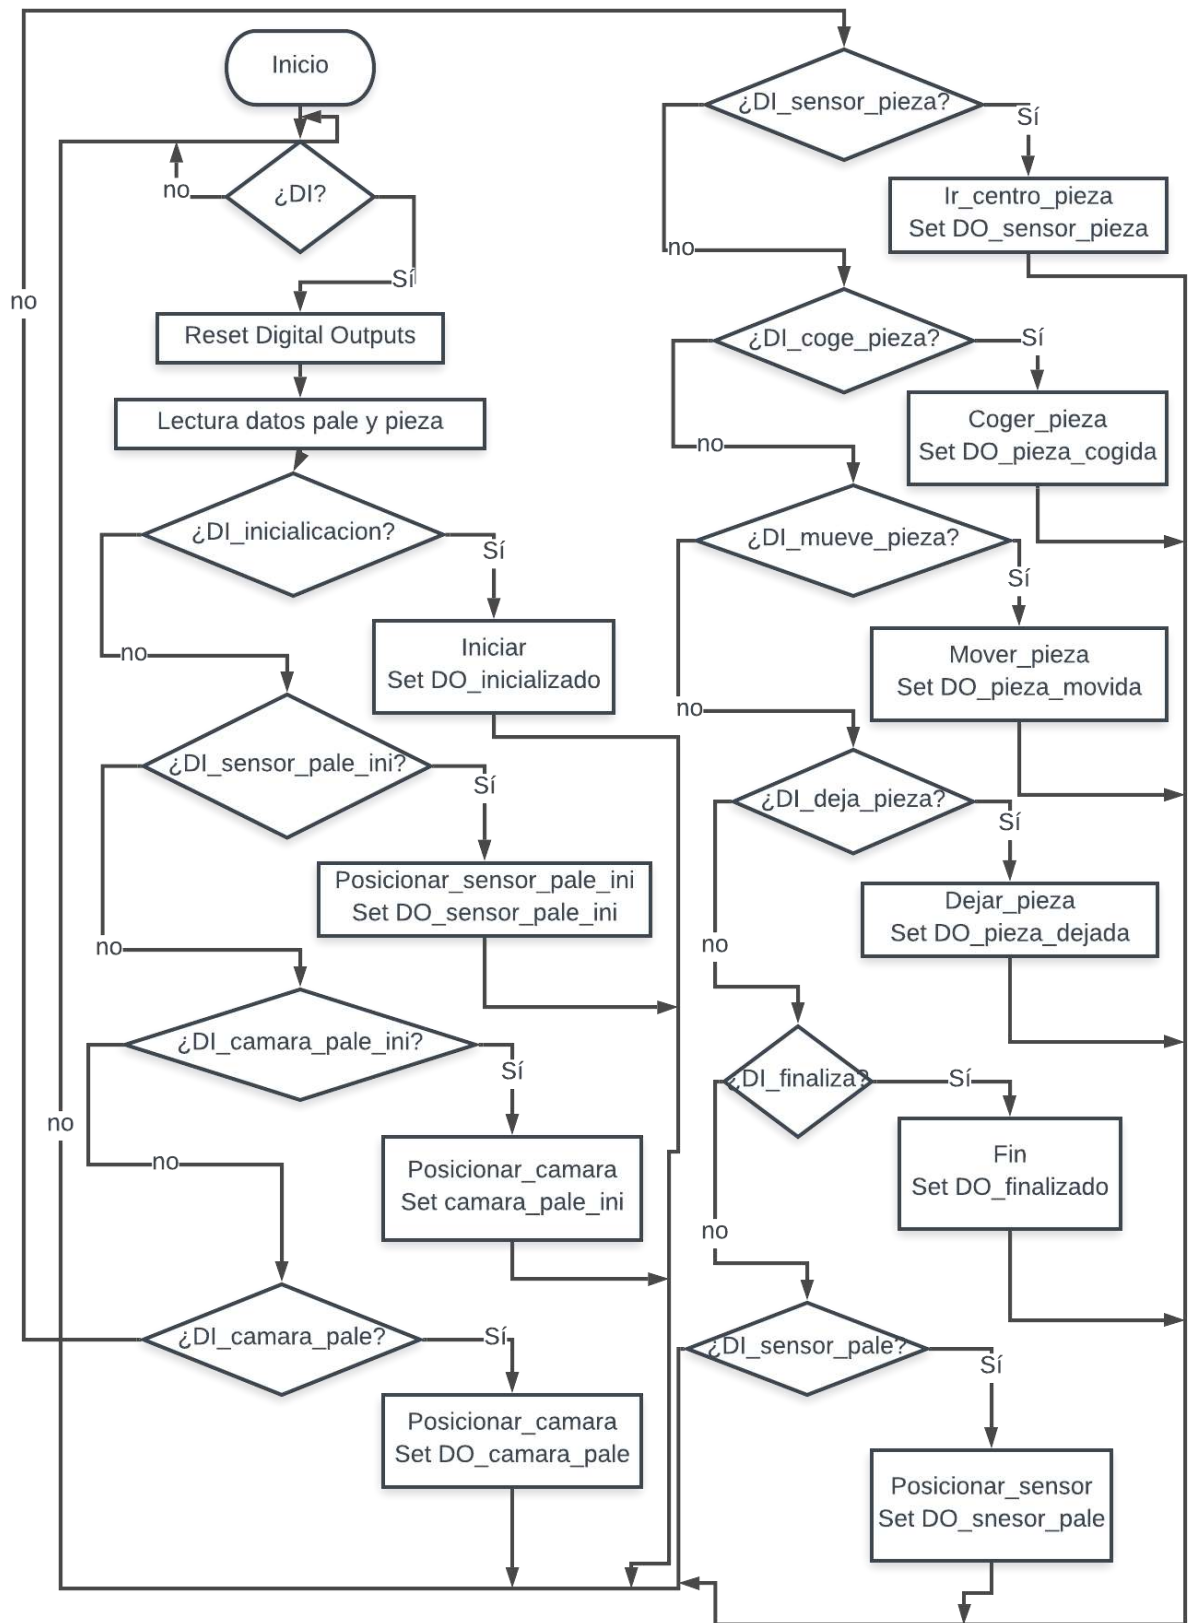 Inicio
¿DI?
no
Sí
Reset Digital Outputs
Lectura datos pale y pieza
¿DI_inicialicacion?
Sí
no
Iniciar
Set DO_inicializado
¿DI_sensor_pale_ini?
Sí
no
Posicionar_sensor_pale_ini
Set DO_sensor_pale_ini
¿DI_camara_pale_ini?
Sí
no
Posicionar_camara
Set camara_pale_ini
¿DI_camara_pale?
Sí
no
Posicionar_camara
Set DO_camara_pale
no
¿DI_sensor_pieza?
Sí
no
Ir_centro_pieza
Set DO_sensor_pieza
¿DI_coge_pieza?
Sí
no
Coger_pieza
Set DO_pieza_cogida
¿DI_mueve_pieza?
Sí
no
Mover_pieza
Set DO_pieza_movida
¿DI_deja_pieza?
Sí
no
Dejar_pieza
Set DO_pieza_dejada
¿DI_finaliza?
Sí
no
Fin
Set DO_finalizado
¿DI_sensor_pale?
Sí
Posicionar_sensor
Set DO_snesor_pale